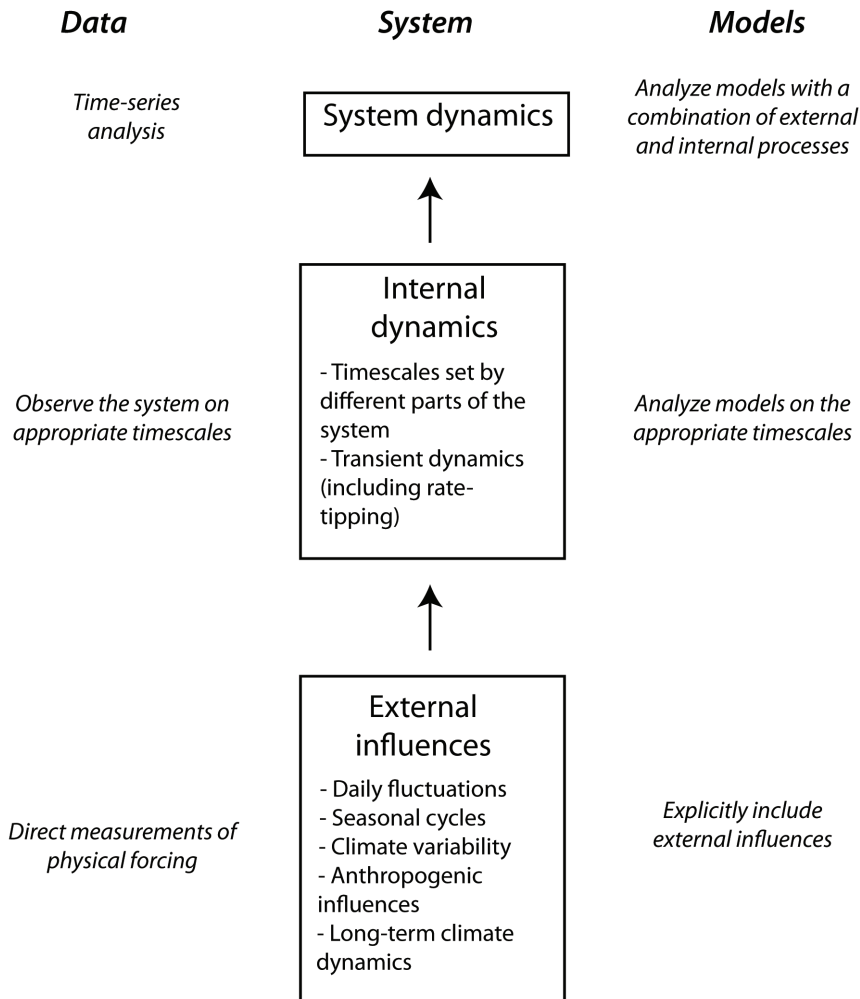 Data System Models
Time-series
analysis
System dynamics
Analyze models with a
combination of external
and internal processes
Internal
dynamics
- Timescales set by
different parts of the
system
- Transient dynamics
(including rate-
tipping)
Observe the system on
appropriate timescales
Analyze models on the
appropriate timescales
External
influences
- Daily fluctuations
- Seasonal cycles
- Climate variability
- Anthropogenic
influences
- Long-term climate
dynamics
Direct measurements of
physical forcing
Explicitly include
external influences